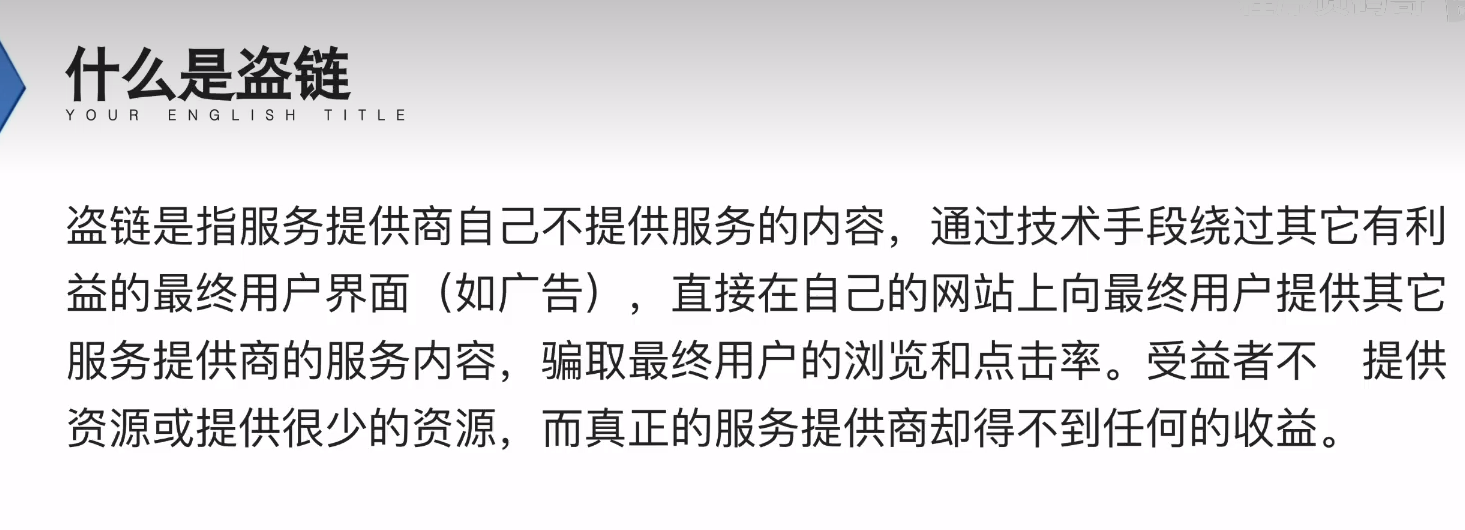 什么是盗链
YOUR ENGLISH TITLE
盗链是指服务提供商自己不提供服务的内容，通过技术手段绕过其它有利
益的最终用户界面（如广告），直接在自己的网站上向最终用户提供其它
服务提供商的服务内容，骗取最终用户的浏览和点击率。受益者不　提供
资源或提供很少的资源，而真正的服务提供商却得不到任何的收益。